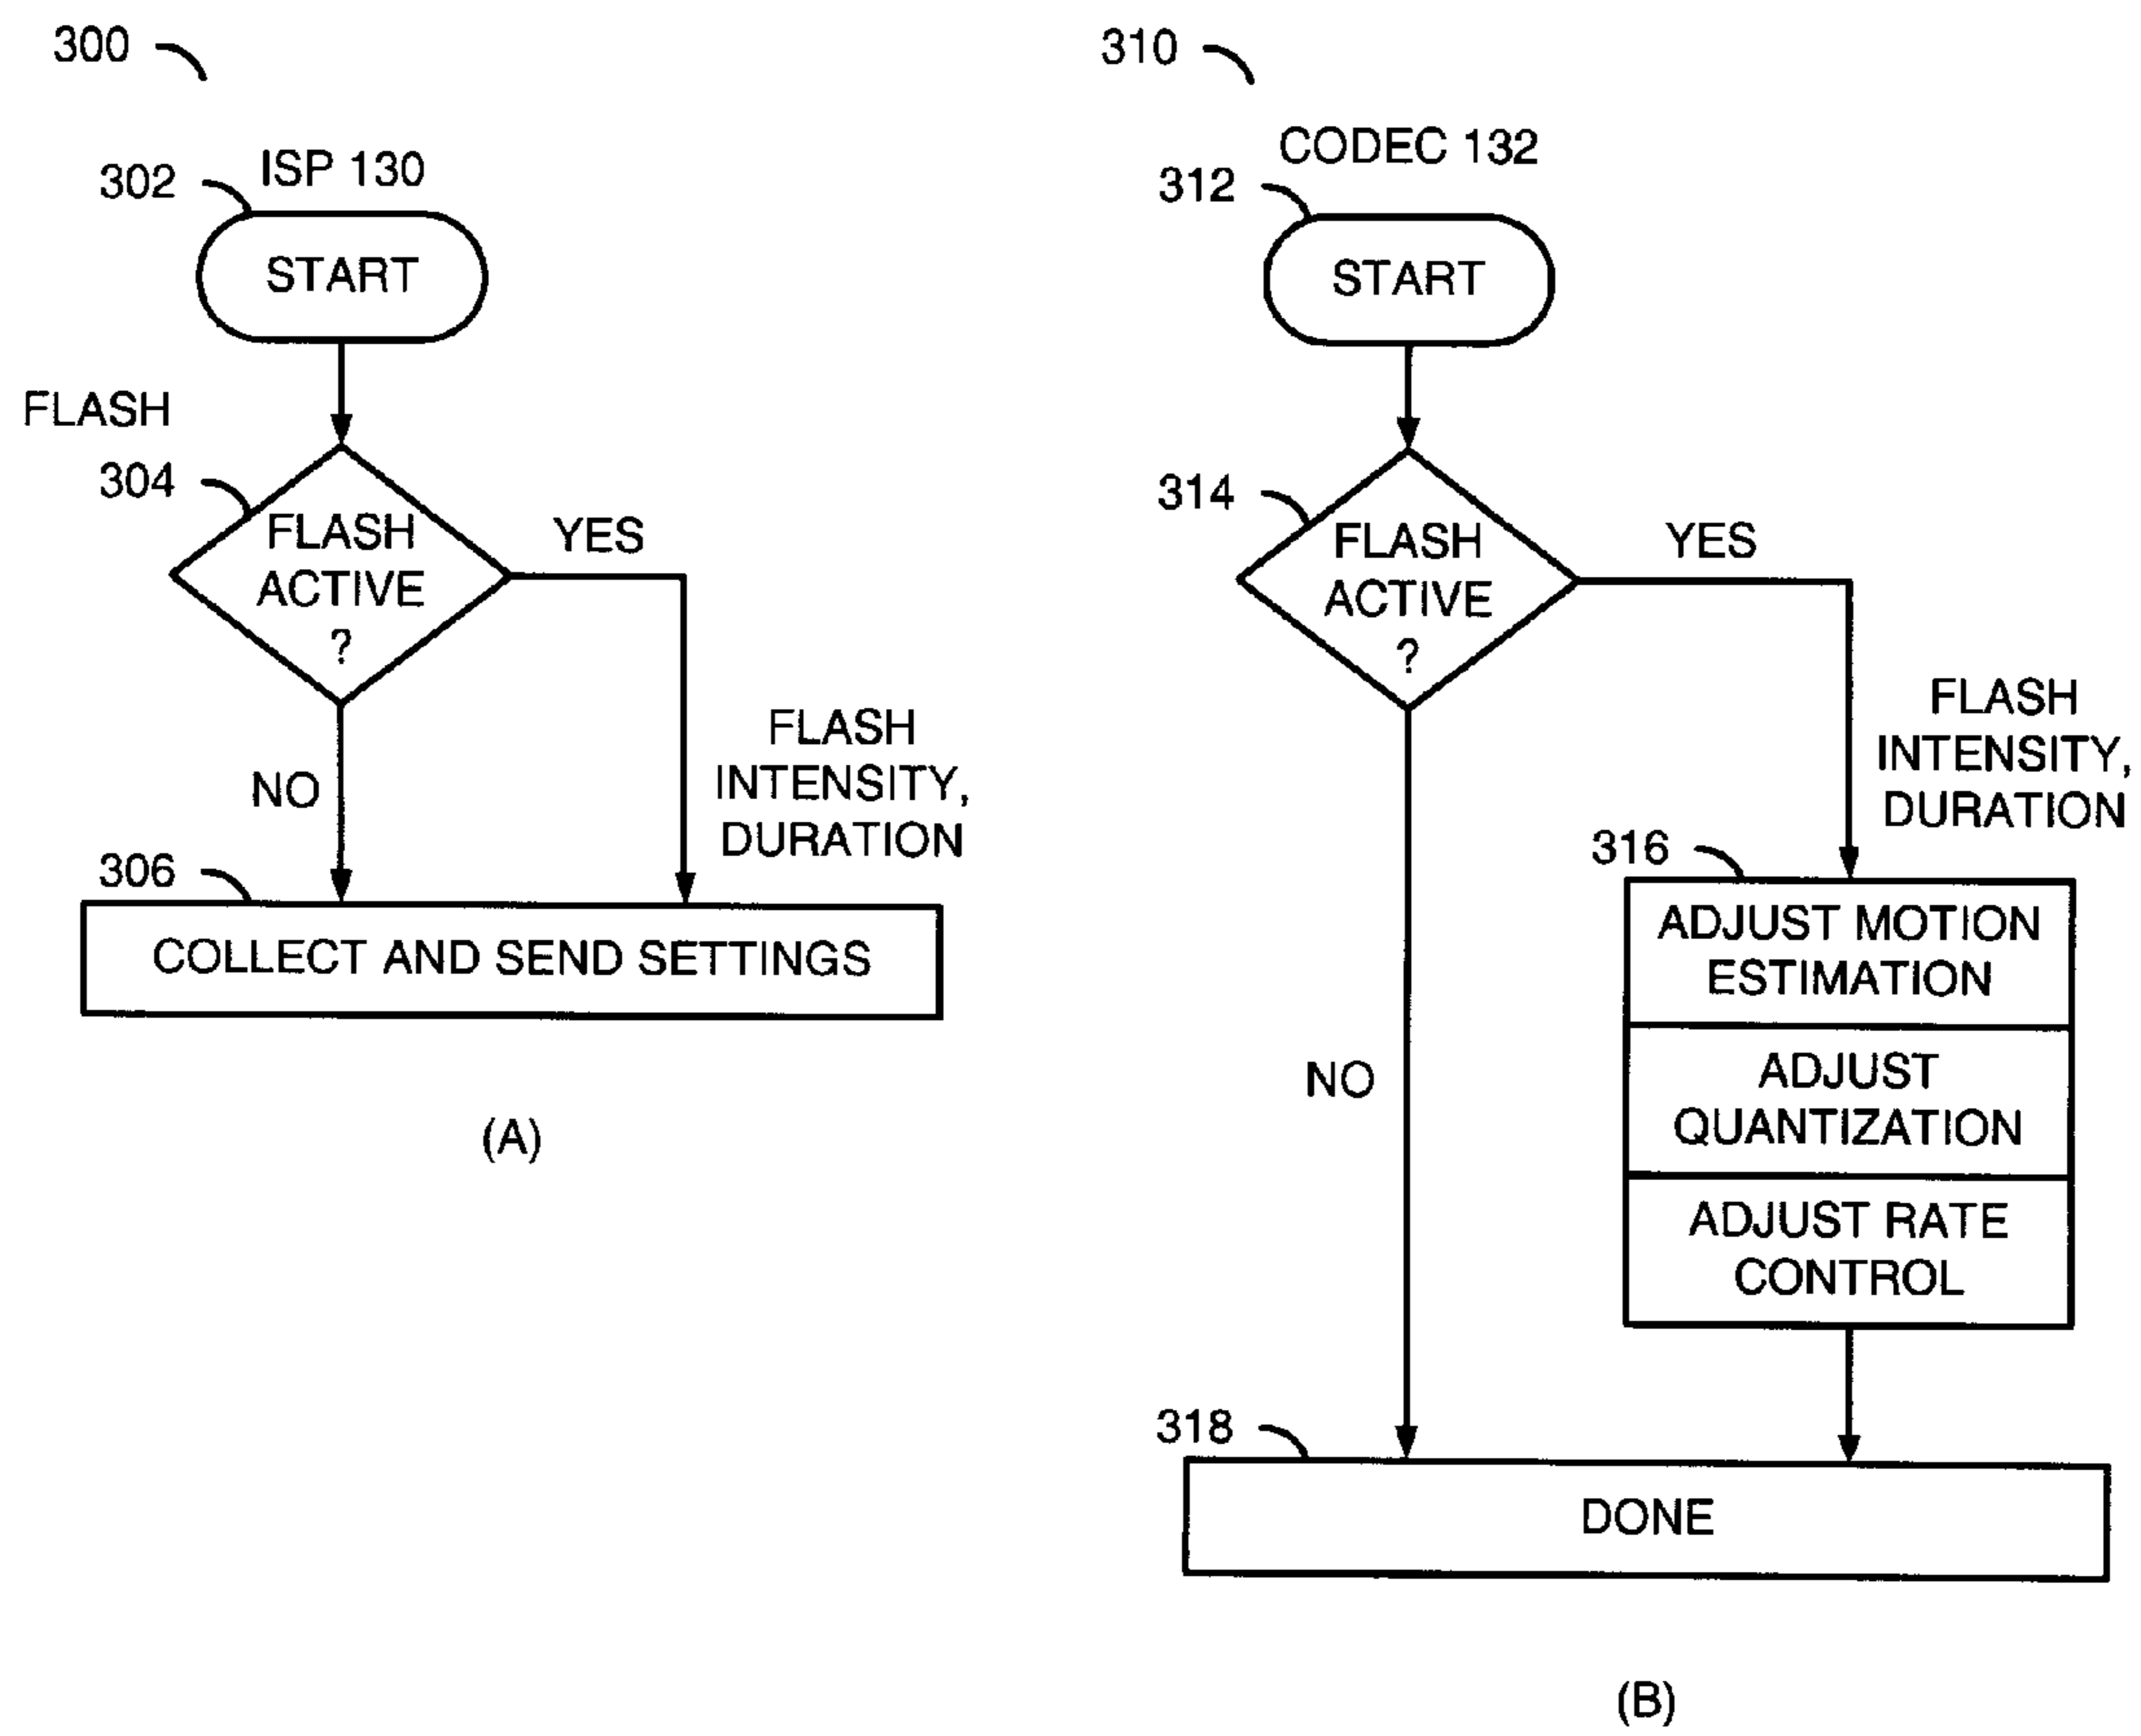 300
ISP 130
302
START
FLASH
304
FLASH
ACTIVE
?
YES
NO
FLASH
INTENSITY,
DURATION
306
COLLECT AND SEND SETTINGS
(A)
310
CODEC 132
312
START
314
FLASH
ACTIVE
?
YES
FLASH
INTENSITY,
DURATION
316
ADJUST MOTION
ESTIMATION
ADJUST
QUANTIZATION
ADJUST RATE
CONTROL
NO
318
DONE
(B)